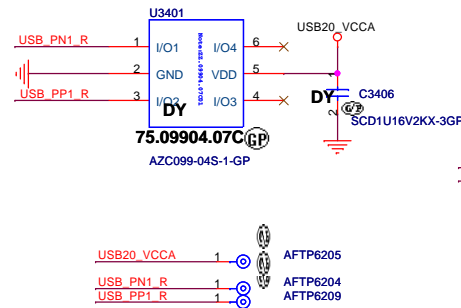 U3401
USB20_VCCA
USB_PN1_R 1 I/O1 I/O4 6
2 GND VDD 5
USB_PP1_R 3 I/O2 I/O3 4
DY
DY 1 C3406
2
SCD1U16V2KX-3GP
75.09904.07C GP
AZC099-04S-1-GP
USB20_VCCA 1 AFTP6205
USB_PN1_R 1 AFTP6204
USB_PP1_R 1 AFTP6209